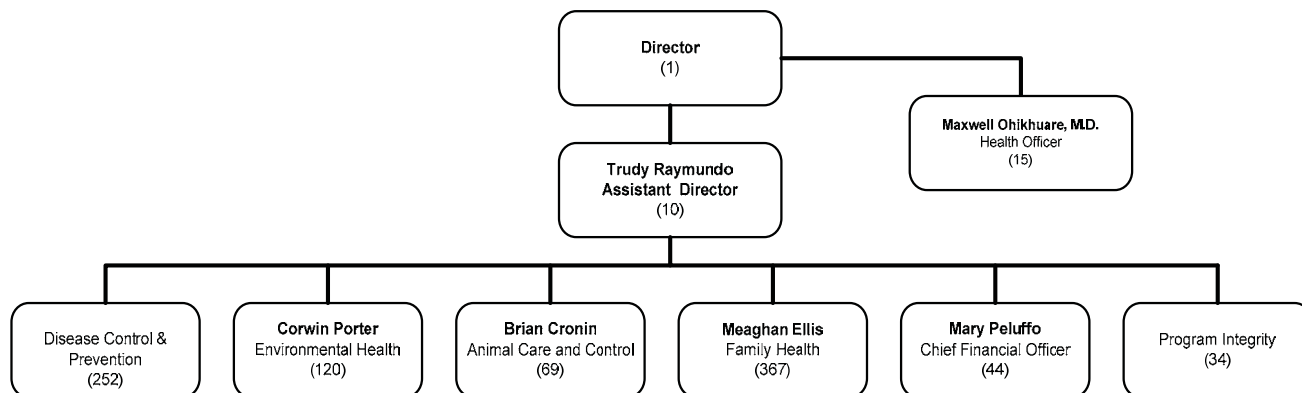 Director
(1)
Maxwell Ohikhuare, M.D.
Health Officer
(15)
Trudy Raymundo
Assistant Director
(10)
Disease Control &
Prevention
(252)
Corwin Porter
Environmental Health
(120)
Brian Cronin
Animal Care and Control
(69)
Meaghan Ellis
Family Health
(367)
Mary Peluffo
Chief Financial Officer
(44)
Program Integrity
(34)